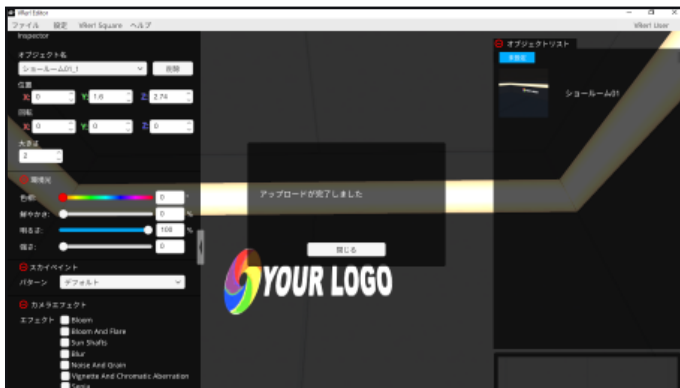 VRer! Editor
ファイル 設定 VRer! Square ヘルプ
VRer! User
Inspector
オブジェクト名
ショールーム01_1
削除
位置
X: 0 Y: 1.6 Z: 2.74
回転
X: 0 Y: 0 Z: 0
大きさ
2
環境光
色相: 0 °
鮮やかさ: 0 %
明るさ: 100 %
強さ: 0
スカイペイント
パターン デフォルト
カメラエフェクト
エフェクト Bloom
Bloom And Flare
Sun Shafts
Blur
Noise And Grain
Vignette And Chromatic Aberration
Sepia
アップロードが完了しました
閉じる
YOUR LOGO
オブジェクトリスト
ショールーム01